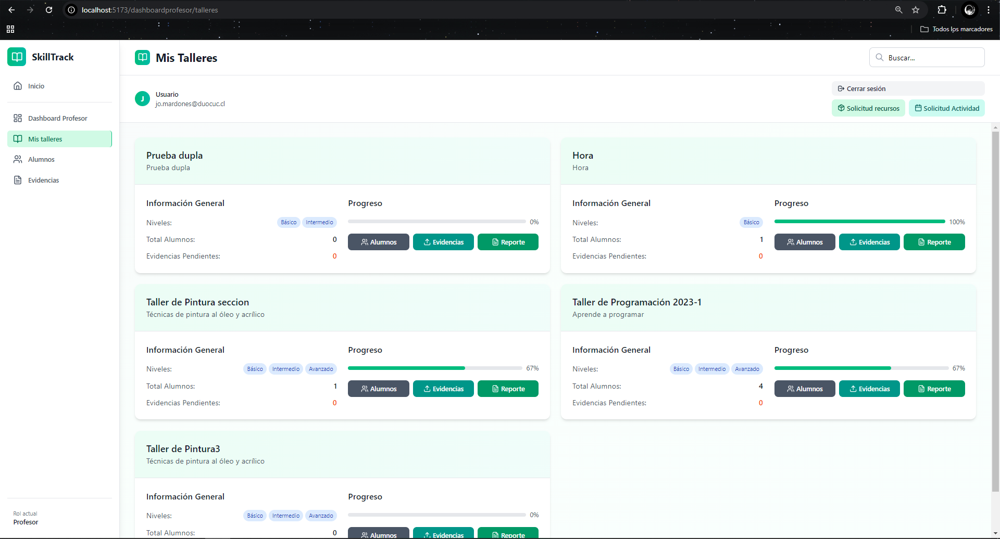 localhost:5173/dashboardprofesor/talleres
Todos los marcadores
SkillTrack
Inicio
Dashboard Profesor
Mis talleres
Alumnos
Evidencias
Rol actual
Profesor
Mis Talleres
Buscar...
J
Usuario
jo.mardones@duocuc.cl
Cerrar sesión
Solicitud recursos
Solicitud Actividad
Prueba dupla
Prueba dupla
Información General
Niveles: Básico Intermedio
Total Alumnos: 0
Evidencias Pendientes: 0
Progreso
0%
Alumnos Evidencias Reporte
Hora
Hora
Información General
Niveles: Básico
Total Alumnos: 1
Evidencias Pendientes: 0
Progreso
100%
Alumnos Evidencias Reporte
Taller de Pintura seccion
Técnicas de pintura al óleo y acrílico
Información General
Niveles: Básico Intermedio Avanzado
Total Alumnos: 1
Evidencias Pendientes: 0
Progreso
67%
Alumnos Evidencias Reporte
Taller de Programación 2023-1
Aprende a programar
Información General
Niveles: Básico Intermedio Avanzado
Total Alumnos: 4
Evidencias Pendientes: 0
Progreso
67%
Alumnos Evidencias Reporte
Taller de Pintura3
Técnicas de pintura al óleo y acrílico
Información General
Niveles: Básico Intermedio Avanzado
Total Alumnos: 0
Progreso
0%
Alumnos Evidencias Reporte